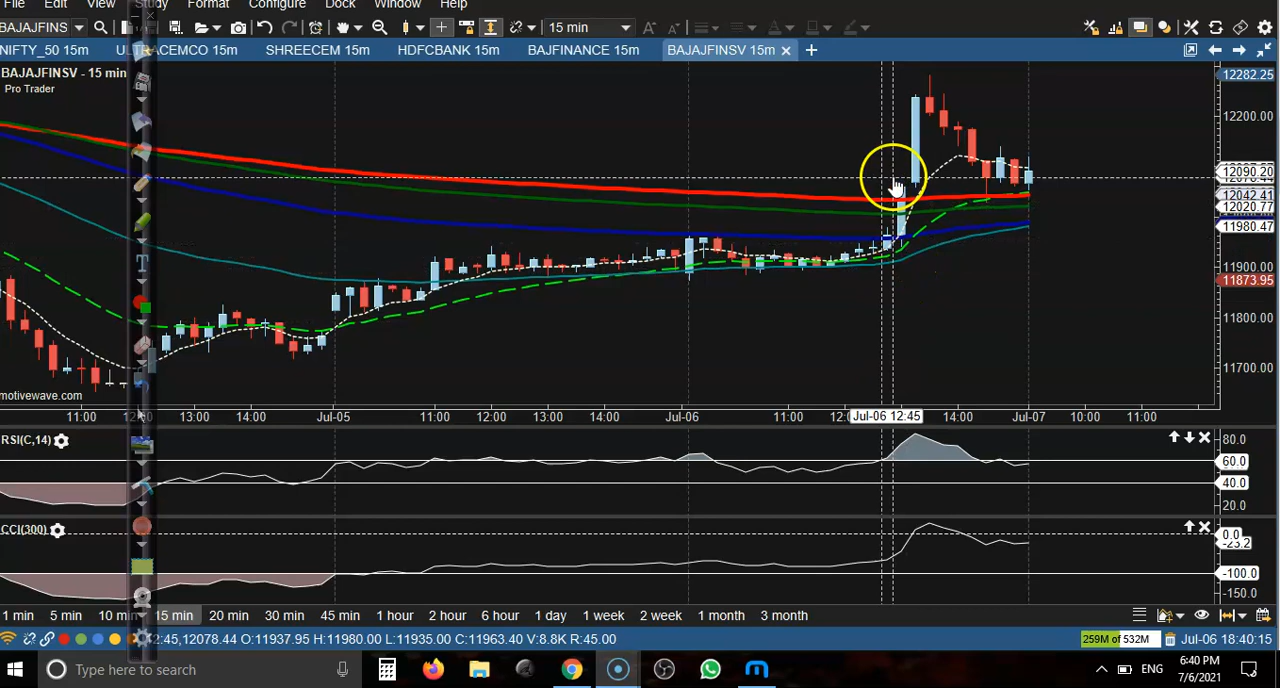 File Edit View Study Format Configure Dock Window Help
BAJAJFINS 15 min
NIFTY_50 15m ULTRACEMCO 15m SHREECEM 15m HDFCBANK 15m BAJFINANCE 15m BAJAJFINSV 15m
BAJAJFINSV - 15 min
Pro Trader
12282.25
12200.00
12090.20
12042.41
12020.77
11980.47
11900.00
11873.95
11800.00
11700.00
motivewave.com
11:00 13:00 14:00 Jul-05 11:00 12:00 13:00 14:00 Jul-06 11:00 Jul-06 12:45 14:00 Jul-07 10:00 11:00
RSI(C,14)
80.0
60.0
40.0
20.0
CCI(300)
0.0
-23.2
-100.0
-150.0
1 min 5 min 10 min 15 min 20 min 30 min 45 min 1 hour 2 hour 6 hour 1 day 1 week 2 week 1 month 3 month
2:45,12078.44 O:11937.95 H:11980.00 L:11935.00 C:11963.40 V:8.8K R:45.00
259M of 532M Jul-06 18:40:15
Type here to search
ENG
6:40 PM
7/6/2021